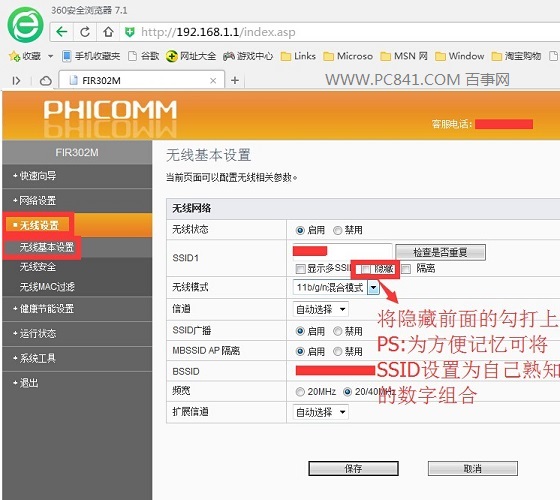 360安全浏览器 7.1
http://192.168.1.1/index.asp
收藏 手机收藏夹 谷歌 网址大全 游戏中心 Links Microso MSN 网 Window 淘宝购物
FIR302M
WWW.PC841.COM 百事网
PHICOMM
客服电话:
FIR302M
快速向导
网络设置
无线设置
无线基本设置
无线安全
无线MAC过滤
健康节能设置
运行状态
系统工具
退出
无线基本设置
当前页面可以配置无线相关参数。
无线网络
无线状态 启用 禁用
SSID1 检查是否重复
显示多SSID 隐藏 隔离
无线模式 11b/g/n混合模式
信道 自动选择
SSID广播 启用 禁用
MBSSID AP 隔离 启用 禁用
BSSID
频宽 20MHz 20/40MHz
扩展信道 自动选择
将隐藏前面的勾打上
PS:为方便记忆可将
SSID设置为自己熟知
的数字组合
保存 取消